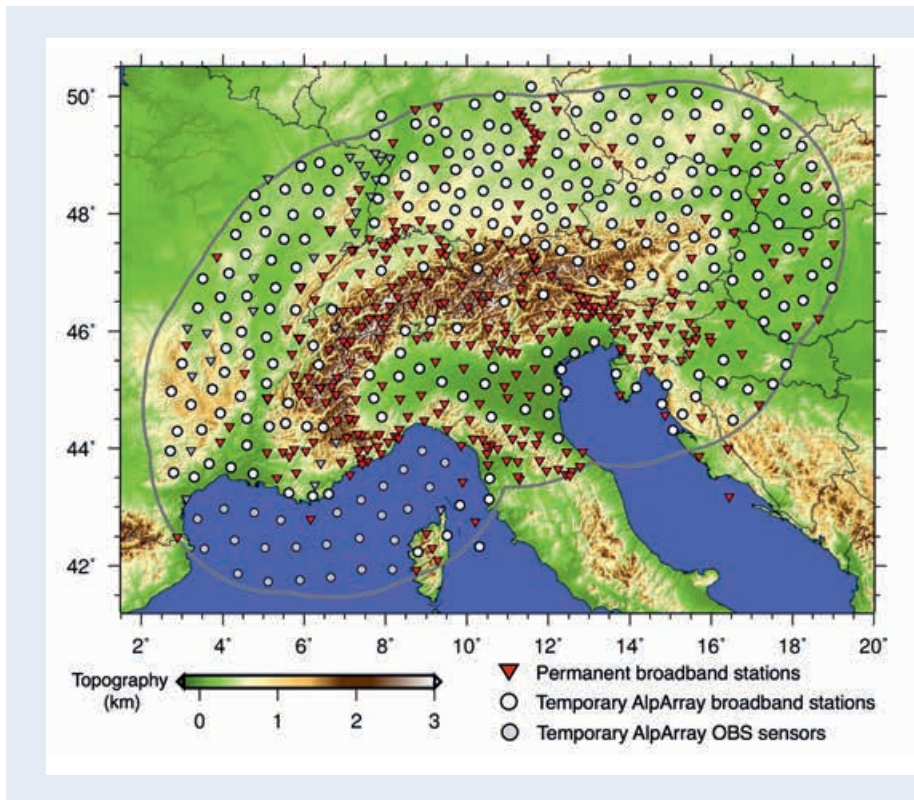 50˚
48˚
46˚
44˚
42˚
2˚ 4˚ 6˚ 8˚ 10˚ 12˚ 14˚ 16˚ 18˚ 20˚
Topography
(km)
0 1 2 3
Permanent broadband stations
Temporary AlpArray broadband stations
Temporary AlpArray OBS sensors